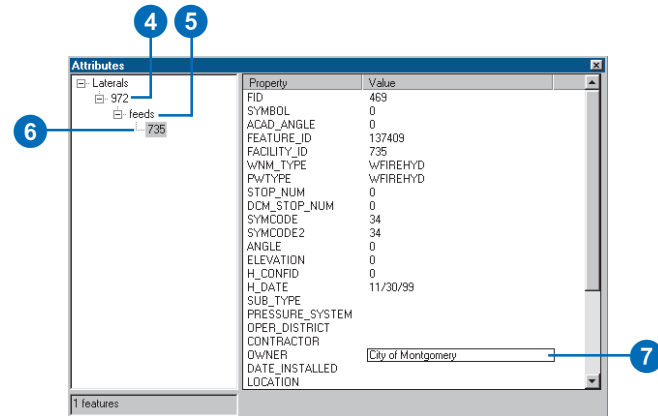 4 5
Attributes
Laterals
972
feeds
6
735
Property Value
FID 469
SYMBOL 0
ACAD_ANGLE 0
FEATURE_ID 137409
FACILITY_ID 735
WNM_TYPE WFIREHYD
PWTYPE WFIREHYD
STOP_NUM 0
DCM_STOP_NUM 0
SYMCODE 34
SYMCODE2 34
ANGLE 0
ELEVATION 0
H_CONFID 0
H_DATE 11/30/99
SUB_TYPE
PRESSURE_SYSTEM
OPER_DISTRICT
CONTRACTOR
OWNER City of Montgomery
7
DATE_INSTALLED
LOCATION
1 features